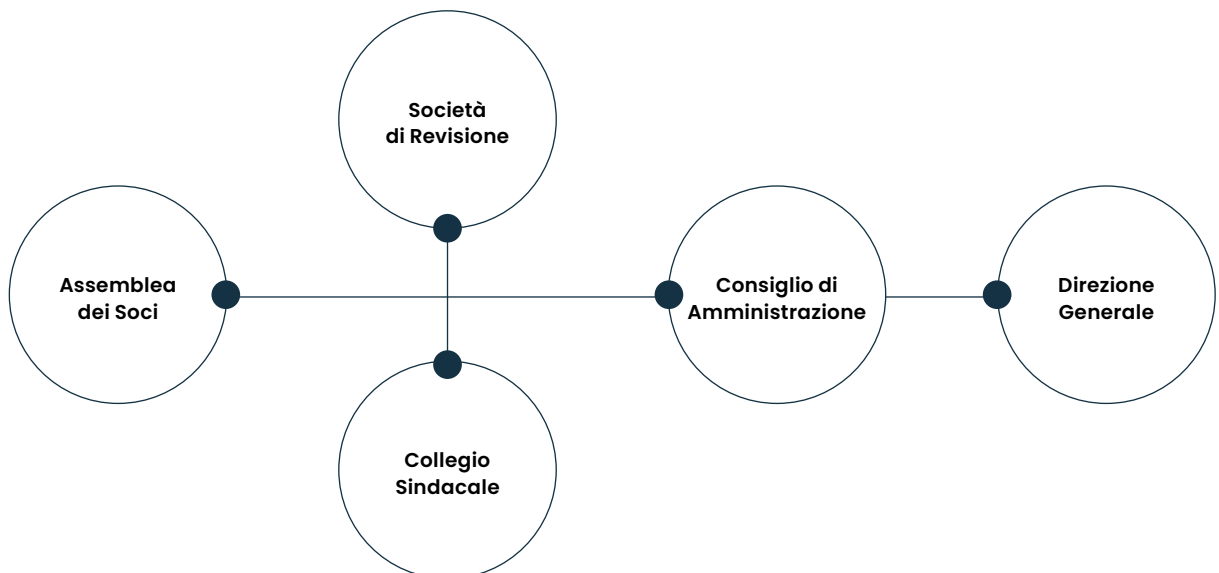 Società
di Revisione
Assemblea
dei Soci
Consiglio di
Amministrazione
Direzione
Generale
Collegio
Sindacale